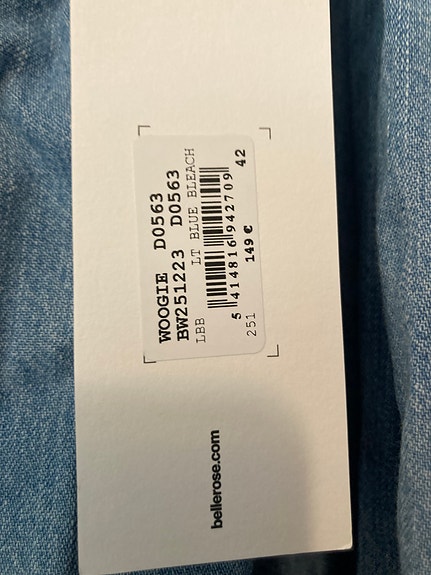 WOOGIE D0563
BW251223 D0563
LBB LT BLUE BLEACH
5 414816 942709
42
251 149 €
bellerose.com